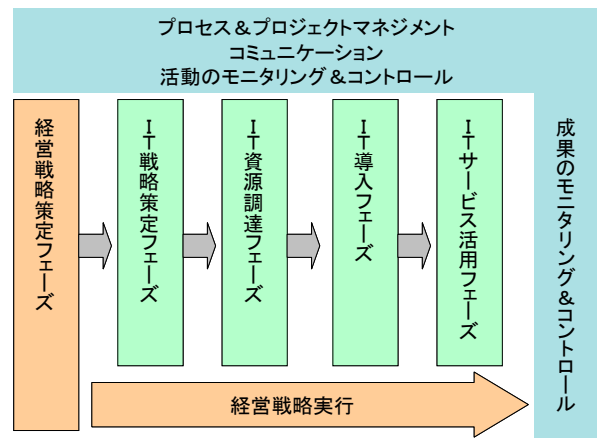 プロセス＆プロジェクトマネジメント
コミュニケーション
活動のモニタリング＆コントロール
経営戦略策定フェーズ
IT戦略策定フェーズ
IT資源調達フェーズ
IT導入フェーズ
ITサービス活用フェーズ
成果のモニタリング＆コントロール
経営戦略実行